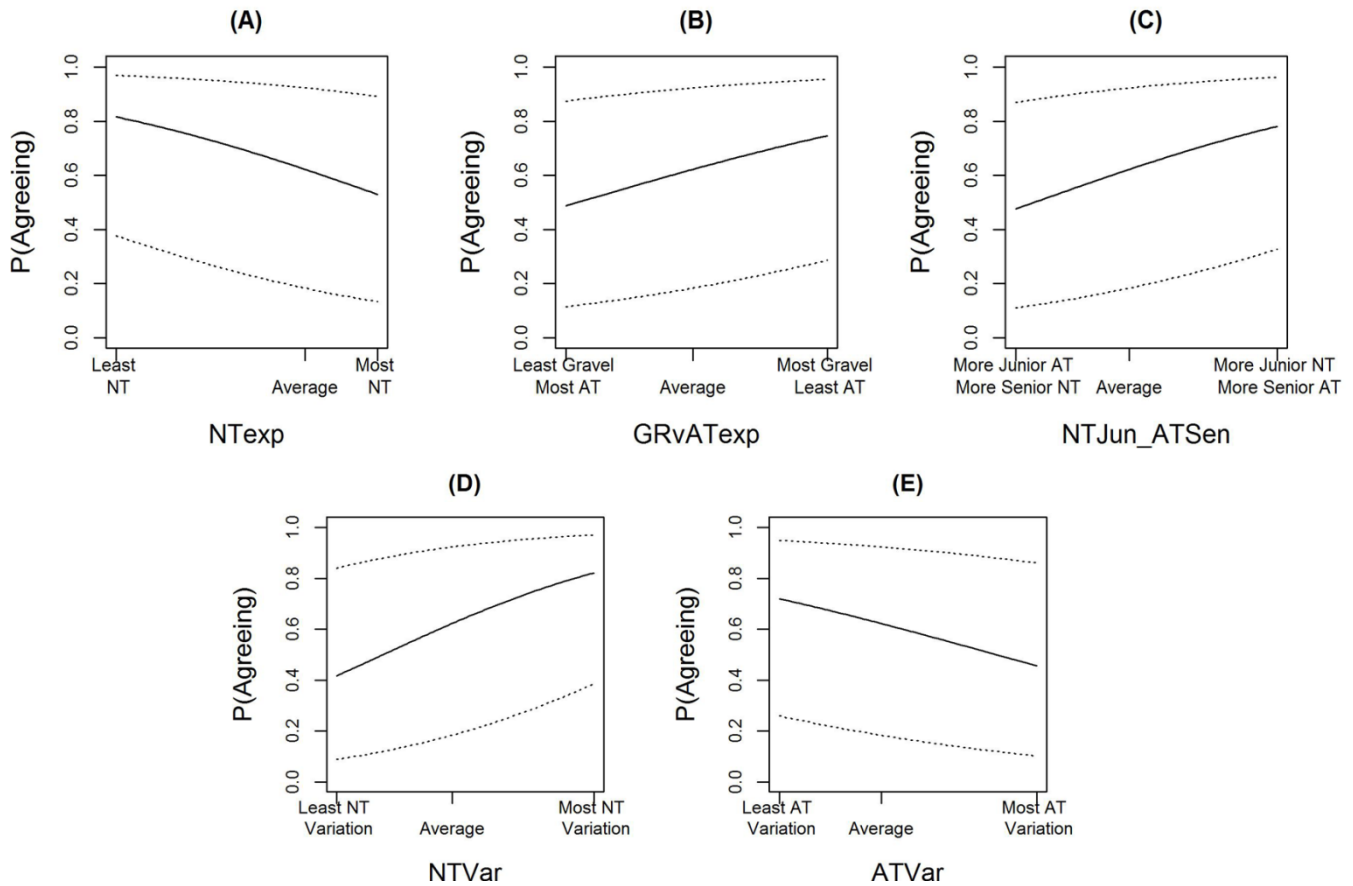 (A)
P(Agreeing)
1.0
0.8
0.6
0.4
0.2
0.0
Least
NT
Average
Most
NT
NTexp
(B)
P(Agreeing)
1.0
0.8
0.6
0.4
0.2
0.0
Least Gravel
Most AT
Average
Most Gravel
Least AT
GRvATexp
(C)
P(Agreeing)
1.0
0.8
0.6
0.4
0.2
0.0
More Junior AT
More Senior NT
Average
More Junior NT
More Senior AT
NTJun_ATSen
(D)
P(Agreeing)
1.0
0.8
0.6
0.4
0.2
0.0
Least NT
Variation
Average
Most NT
Variation
NTVar
(E)
P(Agreeing)
1.0
0.8
0.6
0.4
0.2
0.0
Least AT
Variation
Average
Most AT
Variation
ATVar